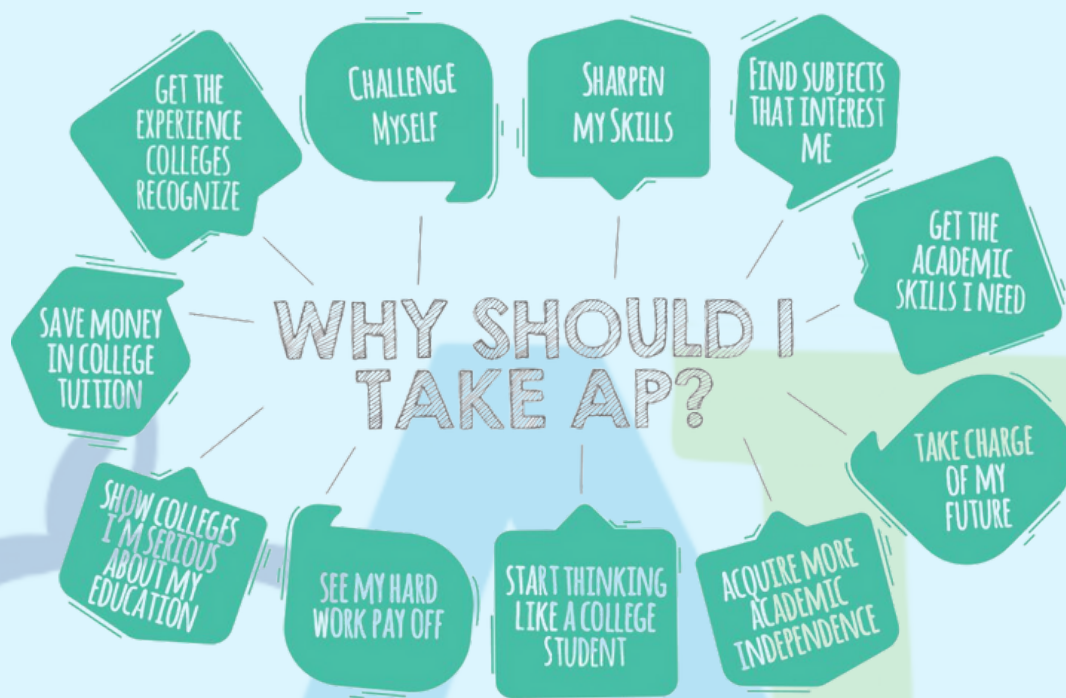 GET THE
EXPERIENCE
COLLEGES
RECOGNIZE
CHALLENGE
MYSELF
SHARPEN
MY SKILLS
FIND SUBJECTS
THAT INTEREST
ME
GET THE
ACADEMIC
SKILLS I NEED
SAVE MONEY
IN COLLEGE
TUITION
WHY SHOULD I
TAKE AP?
TAKE CHARGE
OF MY
FUTURE
SHOW COLLEGES
I'M SERIOUS
ABOUT MY
EDUCATION
SEE MY HARD
WORK PAY OFF
START THINKING
LIKE A COLLEGE
STUDENT
ACQUIRE MORE
ACADEMIC
INDEPENDENCE